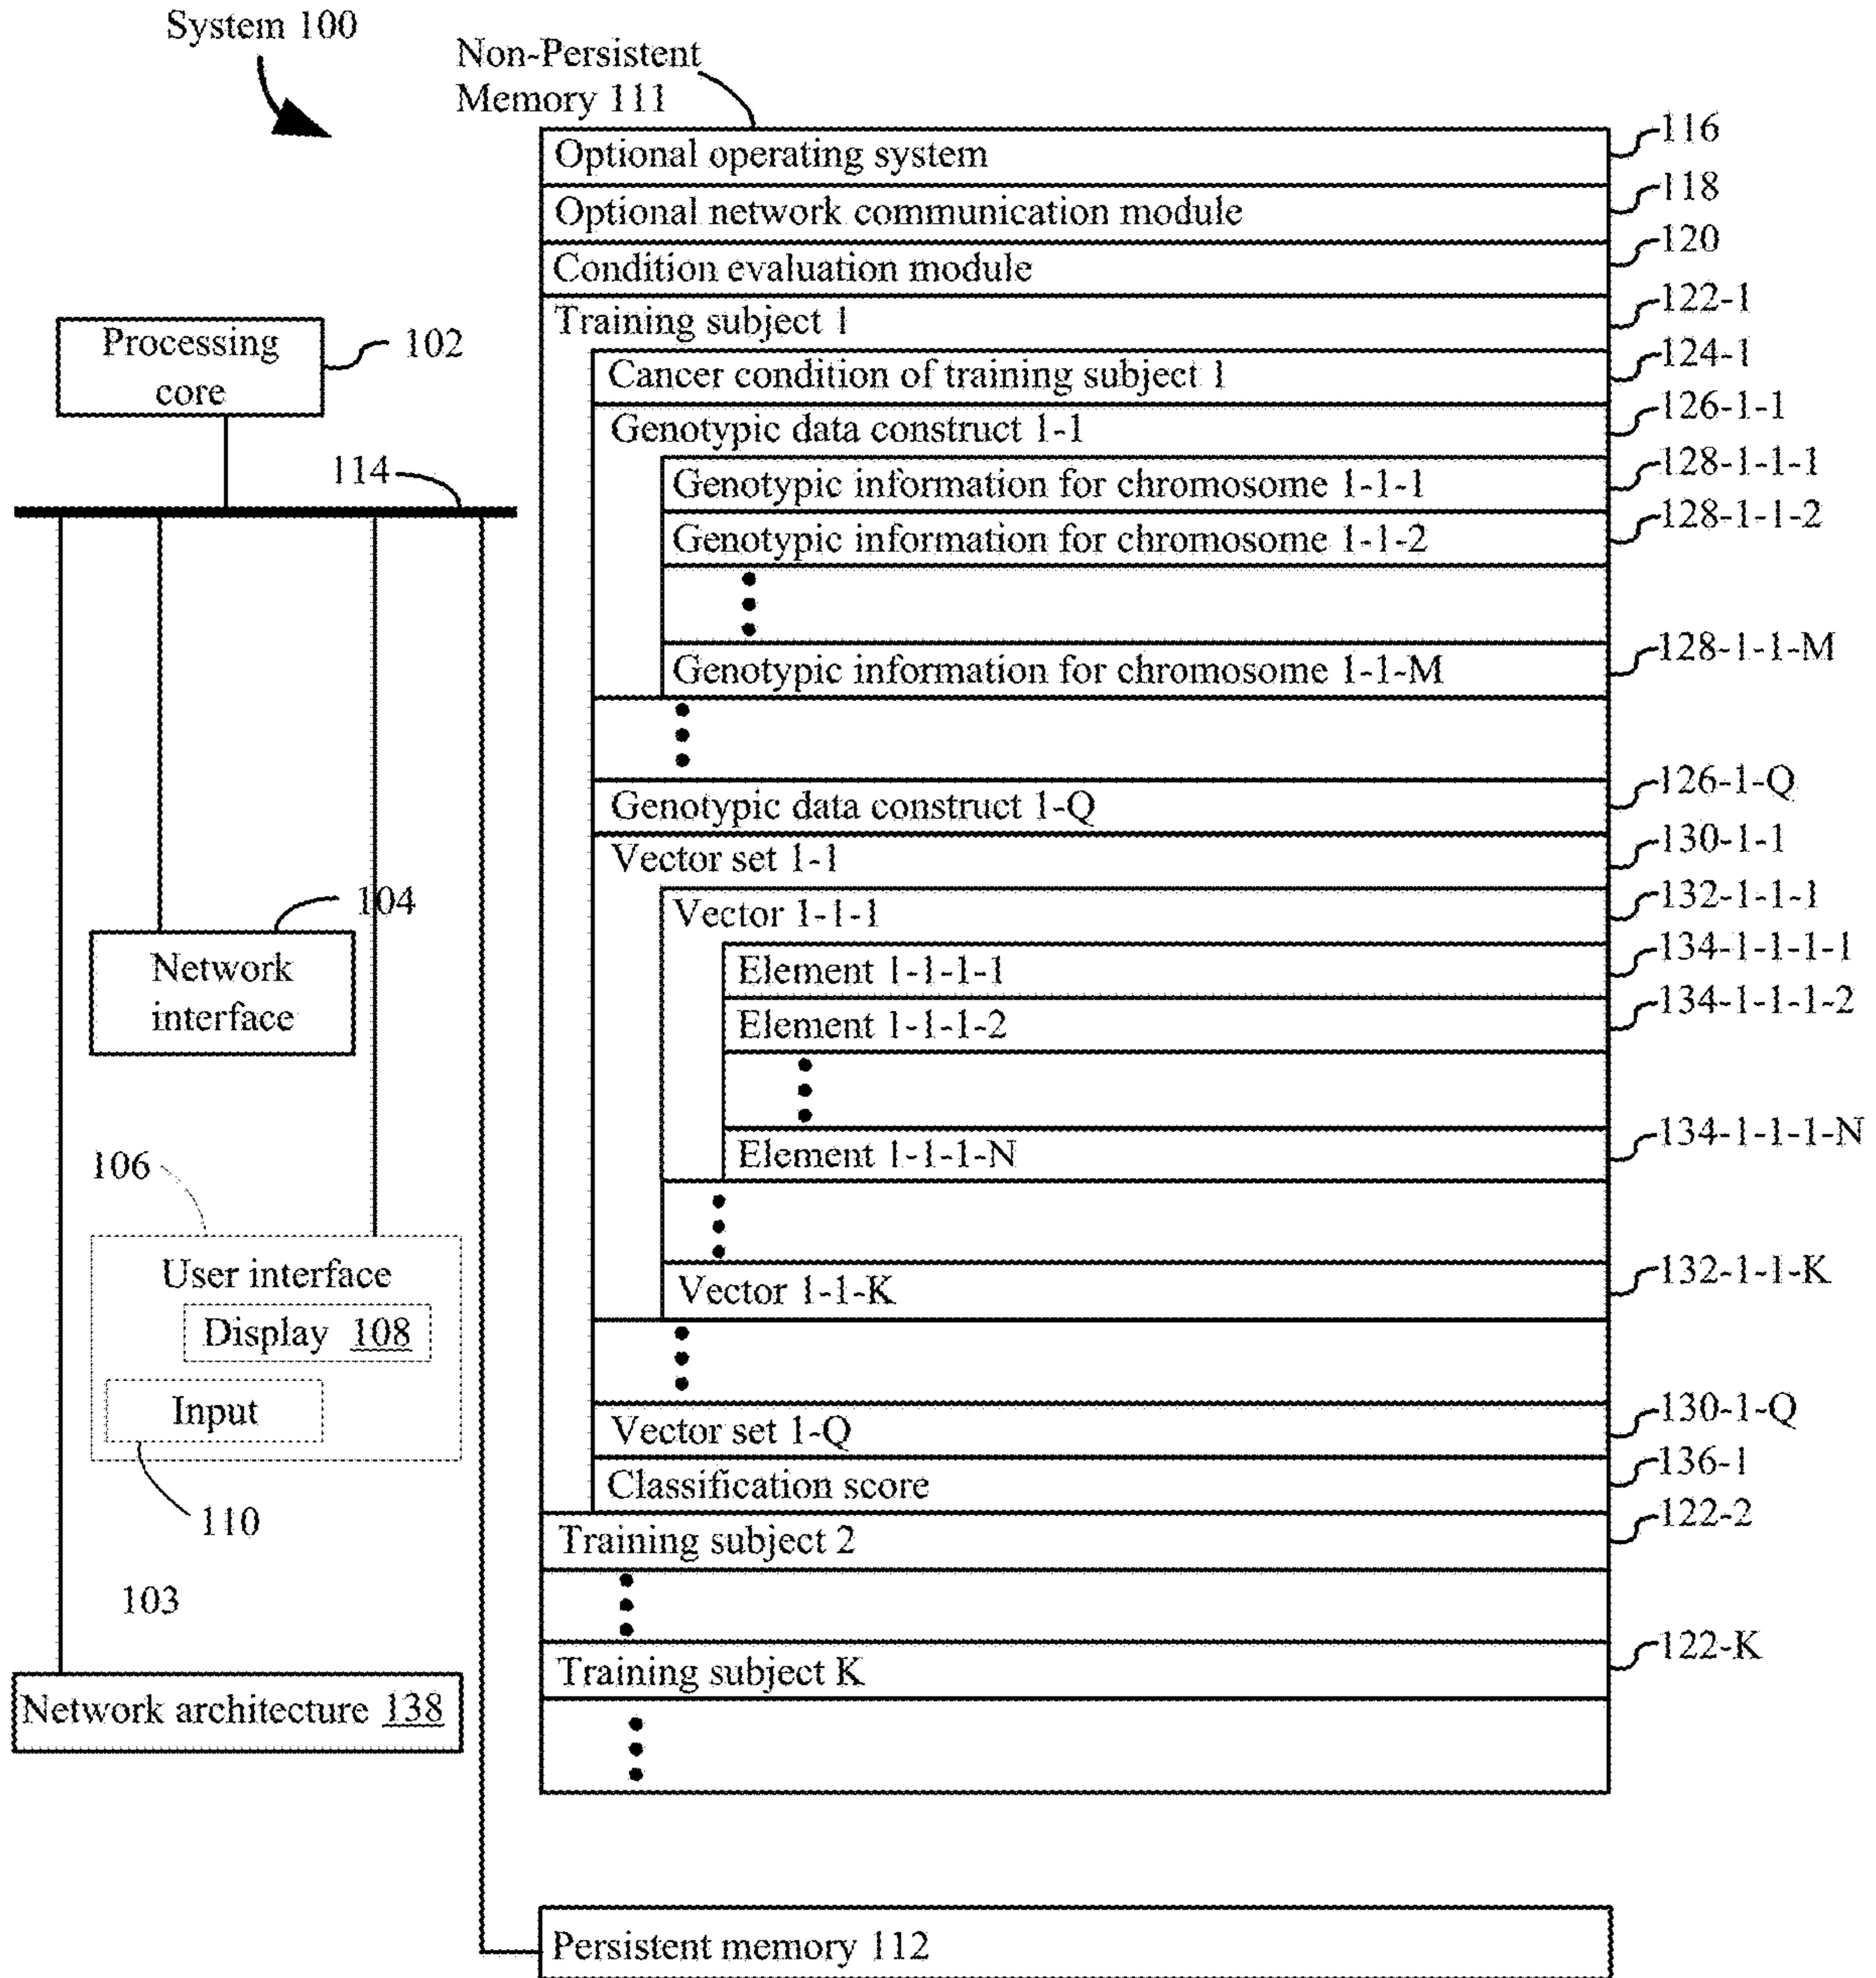 System 100
Non-Persistent
Memory 111
Optional operating system
116
Optional network communication module
118
Condition evaluation module
120
Training subject 1
122-1
Cancer condition of training subject 1
124-1
Genotypic data construct 1-1
126-1-1
Genotypic information for chromosome 1-1-1
128-1-1-1
Genotypic information for chromosome 1-1-2
128-1-1-2
Genotypic information for chromosome 1-1-M
128-1-1-M
Genotypic data construct 1-Q
126-1-Q
Vector set 1-1
130-1-1
Vector 1-1-1
132-1-1-1
Element 1-1-1-1
134-1-1-1-1
Element 1-1-1-2
134-1-1-1-2
Element 1-1-1-N
134-1-1-1-N
Vector 1-1-K
132-1-1-K
Vector set 1-Q
130-1-Q
Classification score
136-1
Training subject 2
122-2
Training subject K
122-K
Processing
core
102
114
104
Network
interface
106
User interface
Display 108
Input
110
103
Network architecture 138
Persistent memory 112